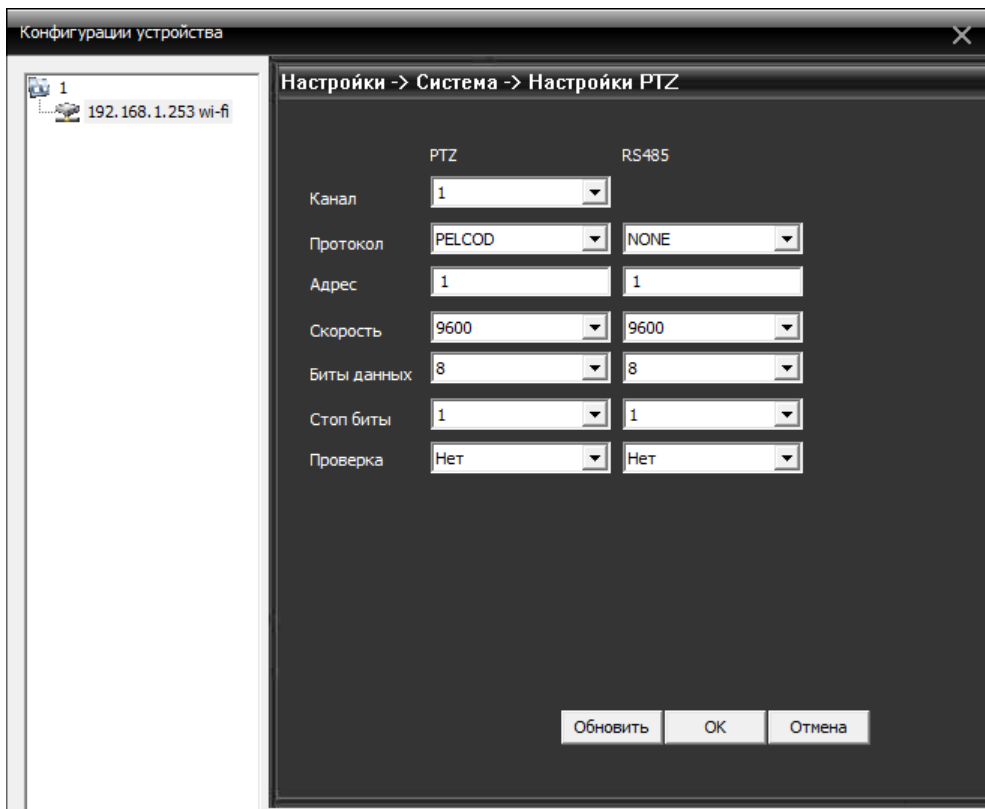 Конфигурации устройства
1
192.168.1.253 wi-fi
Настройки -> Система -> Настройки PTZ
PTZ RS485
Канал 1
Протокол PELCOD NONE
Адрес 1 1
Скорость 9600 9600
Биты данных 8 8
Стоп биты 1 1
Проверка Нет Нет
Обновить OK Отмена